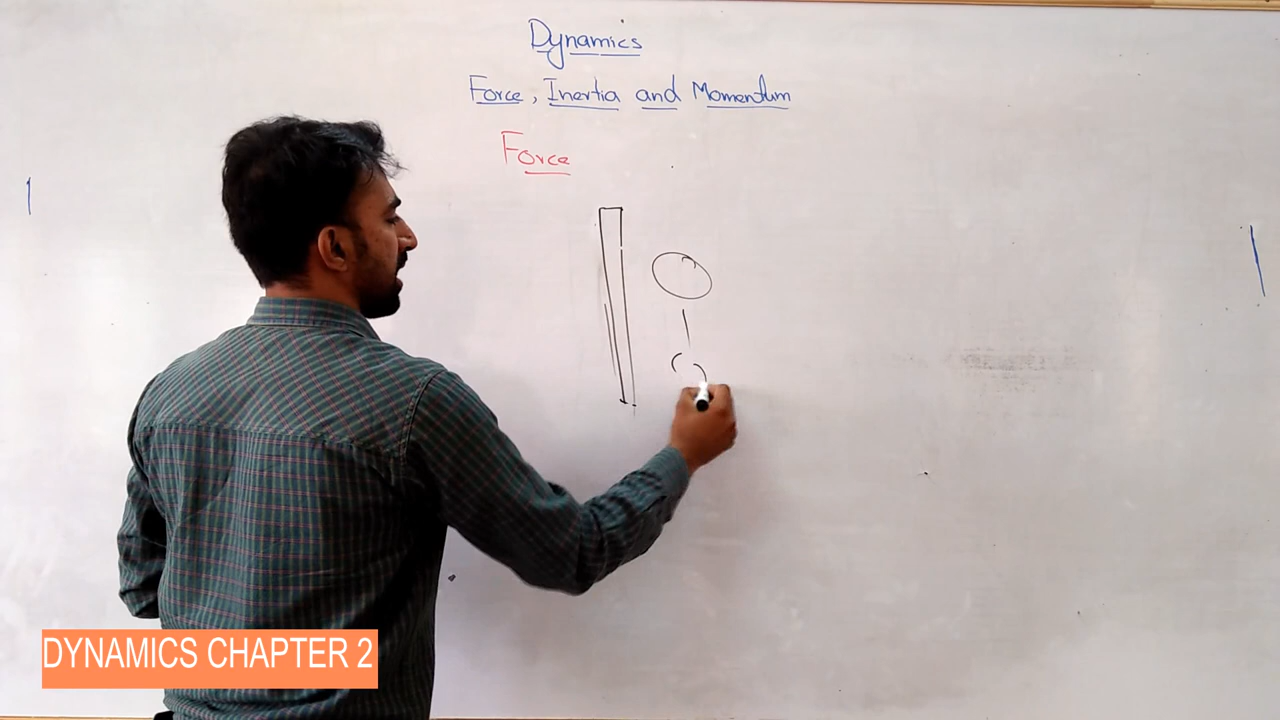 Dynamics
Force, Inertia and Momentum
Force
DYNAMICS CHAPTER 2